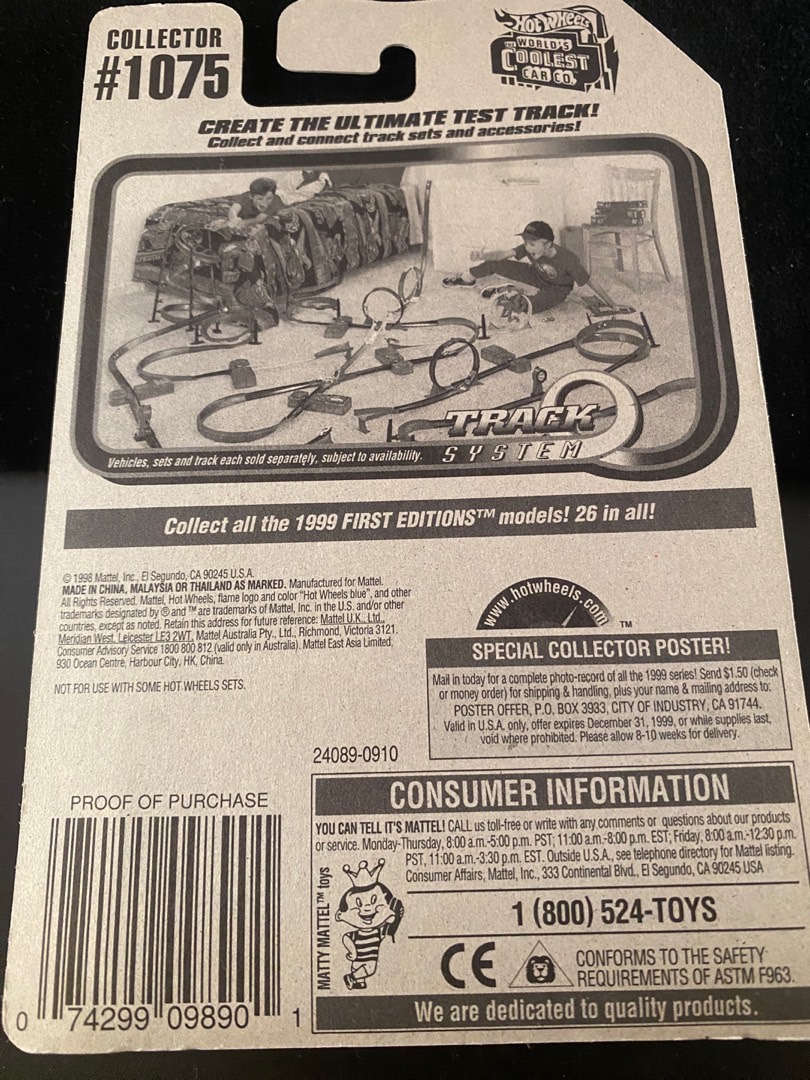 COLLECTOR
#1075
HOT WHEELS
WORLD'S
COOLEST
CAR CO.
CREATE THE ULTIMATE TEST TRACK!
Collect and connect track sets and accessories!
TRACK
SYSTEM
Vehicles, sets and track each sold separately, subject to availability.
Collect all the 1999 FIRST EDITIONS™ models! 26 in all!
© 1998 Mattel, Inc., El Segundo, CA 90245 U.S.A.
MADE IN CHINA, MALAYSIA OR THAILAND AS MARKED. Manufactured for Mattel.
All Rights Reserved. Mattel, Hot Wheels, flame logo and color "Hot Wheels blue", and other
trademarks designated by ® and ™ are trademarks of Mattel, Inc. in the U.S. and/or other
countries, except as noted. Retain this address for future reference: Mattel U.K., Ltd.,
Meridian West, Leicester LE3 2WT. Mattel Australia Pty., Ltd., Richmond, Victoria 3121.
Consumer Advisory Service 1800 800 812 (valid only in Australia). Mattel East Asia Limited,
930 Ocean Centre, Harbour City, HK, China.
NOT FOR USE WITH SOME HOT WHEELS SETS.
www.hotwheels.com ™
SPECIAL COLLECTOR POSTER!
Mail in today for a complete photo-record of all the 1999 series! Send $1.50 (check
or money order) for shipping & handling, plus your name & mailing address to:
POSTER OFFER, P.O. BOX 3933, CITY OF INDUSTRY, CA 91744.
Valid in U.S.A. only, offer expires December 31, 1999, or while supplies last,
void where prohibited. Please allow 8-10 weeks for delivery.
24089-0910
PROOF OF PURCHASE
0 74299 09890 1
CONSUMER INFORMATION
YOU CAN TELL IT'S MATTEL! CALL us toll-free or write with any comments or questions about our products
or service. Monday-Thursday, 8:00 a.m.-5:00 p.m. PST; 11:00 a.m.-8:00 p.m. EST; Friday, 8:00 a.m.-12:30 p.m.
PST, 11:00 a.m.-3:30 p.m. EST. Outside U.S.A., see telephone directory for Mattel listing.
Consumer Affairs, Mattel, Inc., 333 Continental Blvd., El Segundo, CA 90245 USA
MATTY MATTEL™ toys
1 (800) 524-TOYS
CE
CONFORMS TO THE SAFETY
REQUIREMENTS OF ASTM F963.
We are dedicated to quality products.